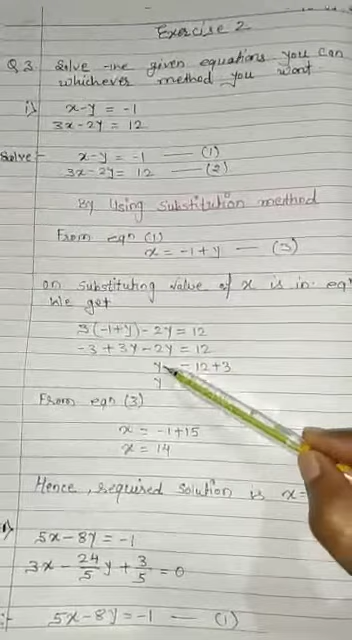 Exercise 2
Q3 Solve the given equations you can
whichever method you want
i) x-y = -1
3x-2y = 12
Solve:- x-y = -1 — (1)
3x-2y = 12 — (2)
By Using Substitution method
From eqn (1)
x = -1+y — (3)
on substituting value of x is in eqn
we get
3(-1+y)-2y = 12
-3+3y-2y = 12
y = 12+3
y
From eqn (3)
x = -1+15
x = 14
Hence, required solution is x=
5x-8y = -1
3x - 24/5 y + 3/5 = 0
:- 5x-8y = -1 — (1)